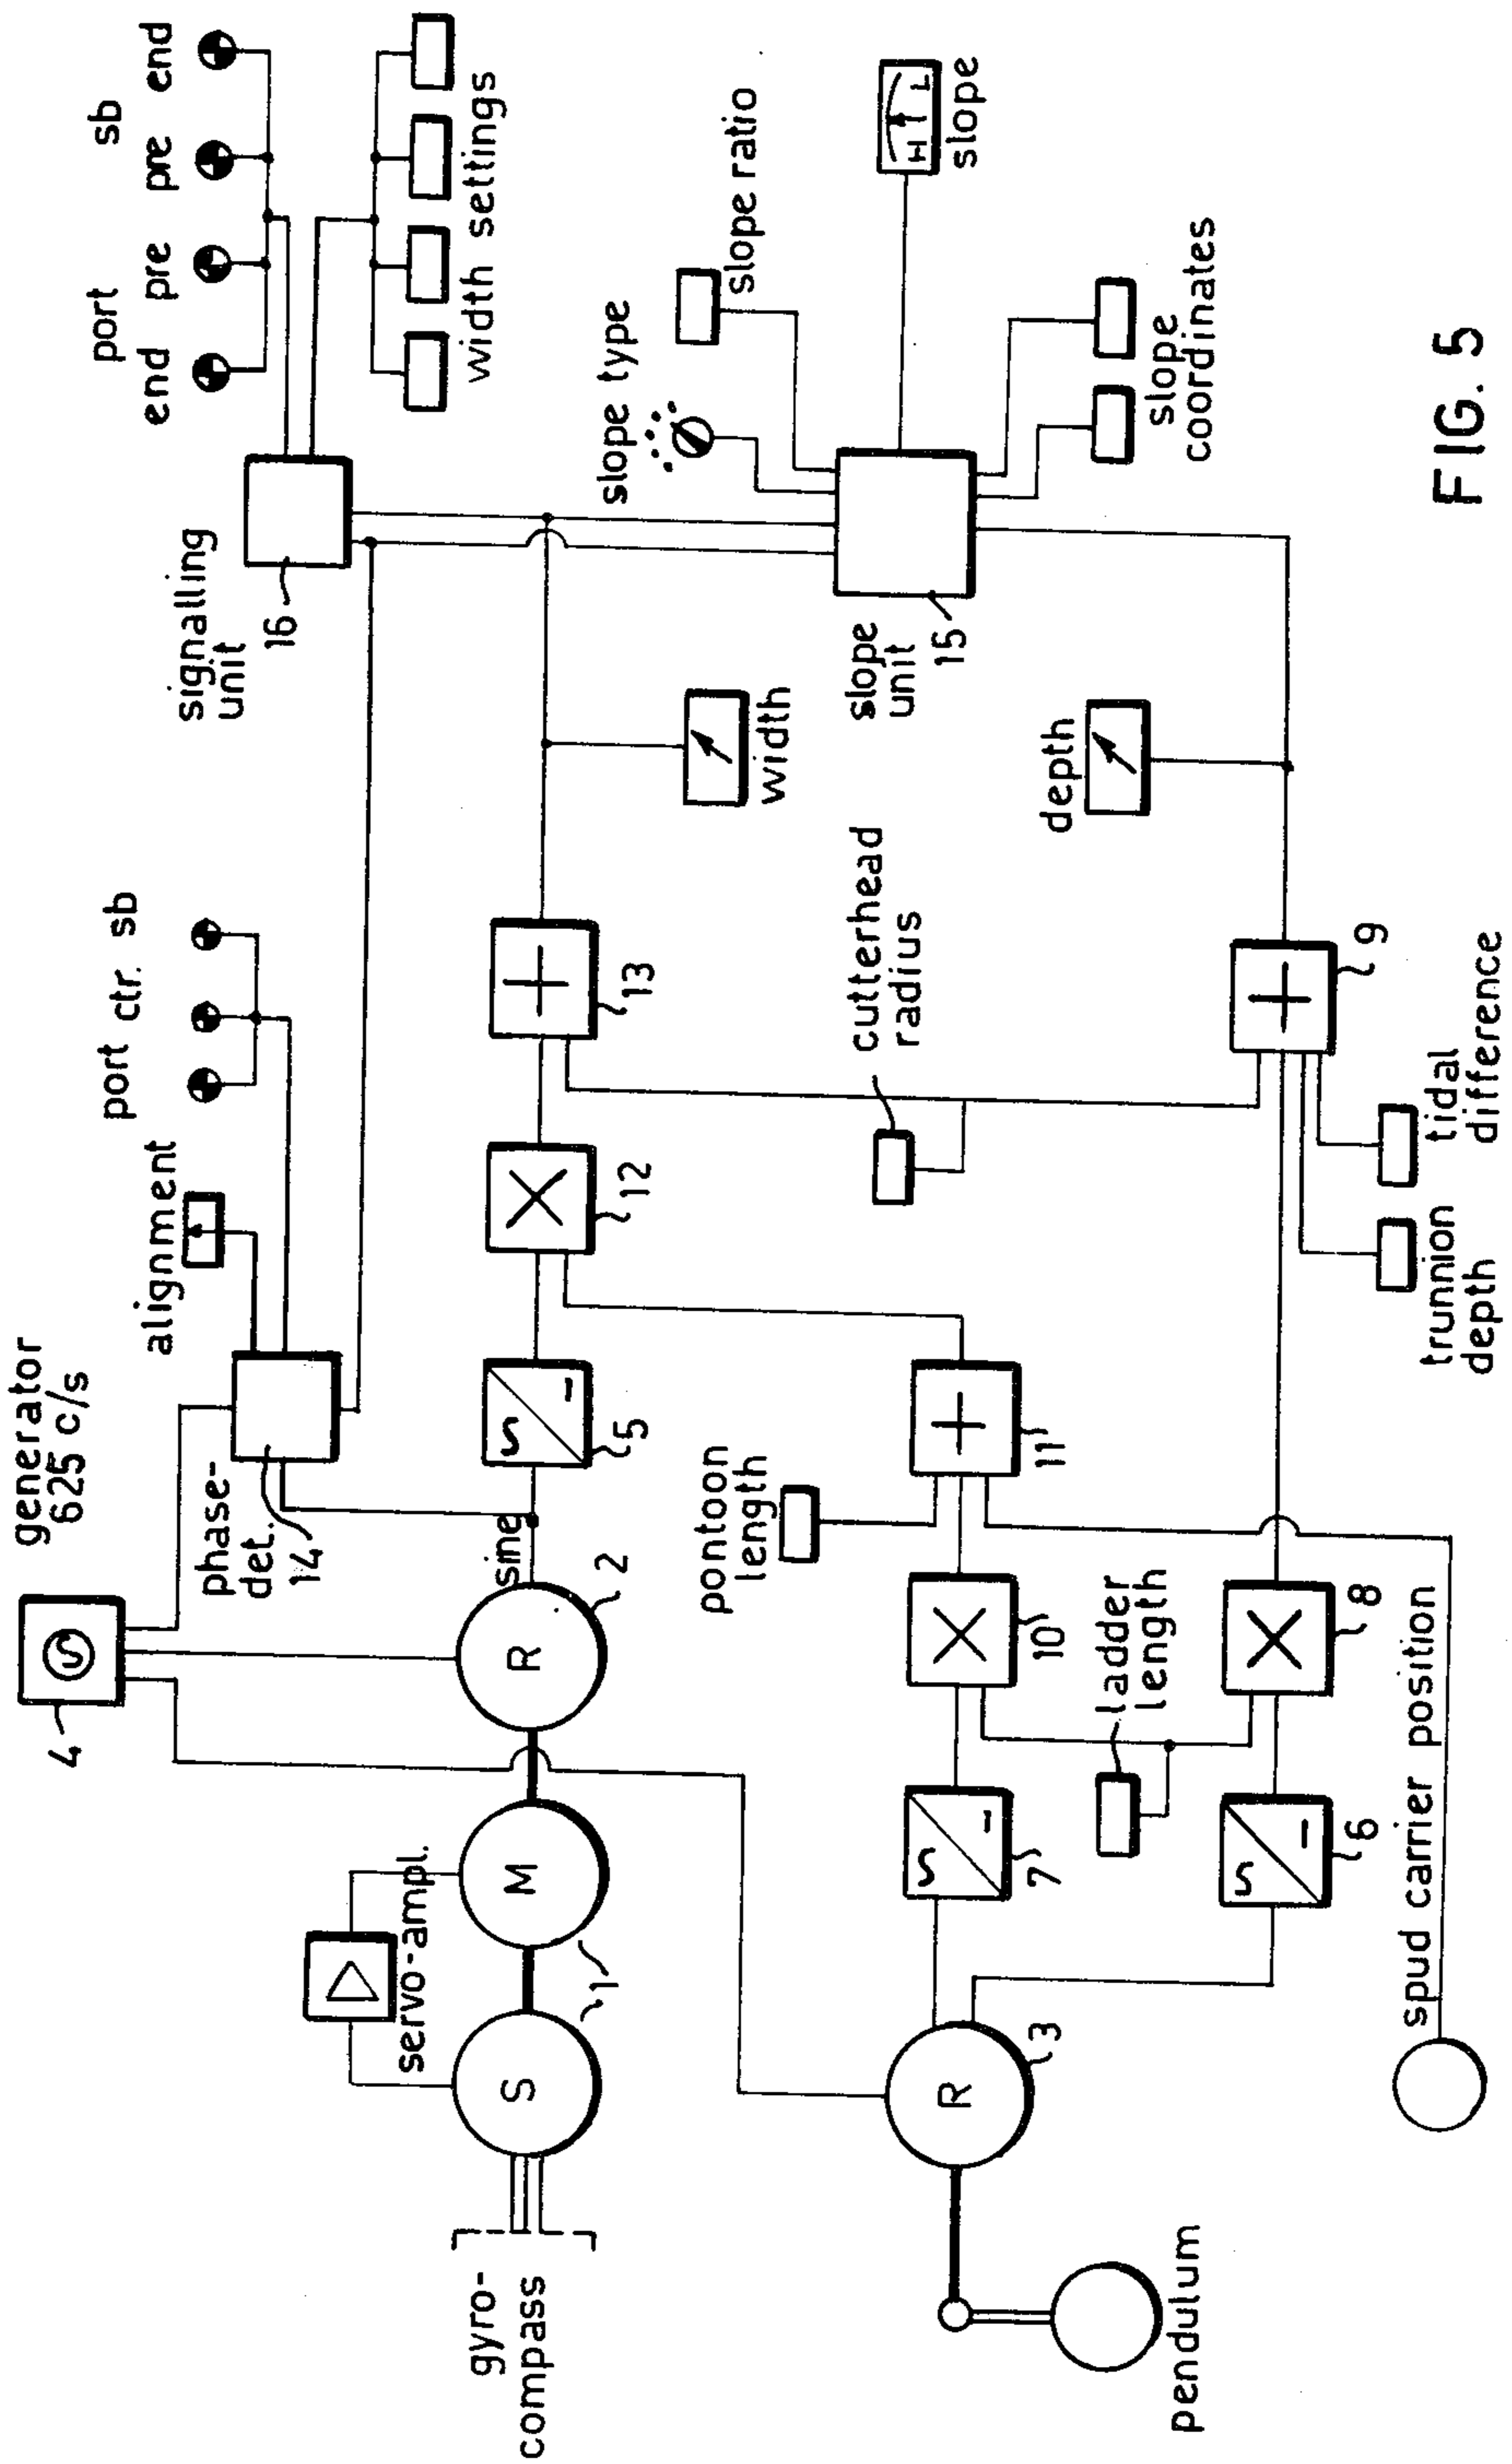 generator
625 c/s
4
alignment
port ctr. sb
phase-
det.
14
signalling
unit
16
port
sb
end pre pre end
width settings
servo-ampl.
gyro-
compass
S
M
1
R
2
sine
S
5
12
13
width
slope type
slope ratio
slope
unit
15
H T L
slope
slope
coordinates
pontoon
length
cutterhead
radius
11
10
S
7
ladder
length
R
3
pendulum
S
6
8
9
depth
trunnion
depth
tidal
difference
spud carrier position
FIG. 5